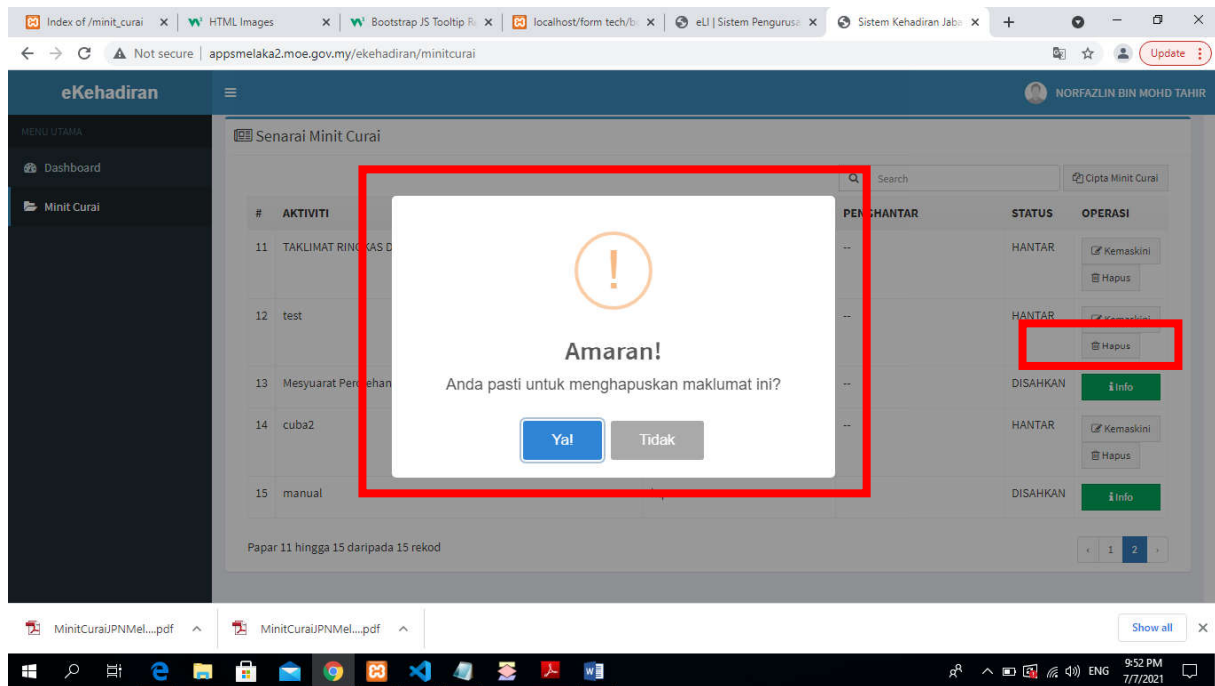 Index of /minit_curai
HTML Images
Bootstrap JS Tooltip
localhost/form tech/
eLI | Sistem Pengurusa
Sistem Kehadiran Jaba
Not secure | appsmelaka2.moe.gov.my/ekehadiran/minitcurai
Update
eKehadiran
NORFAZLIN BIN MOHD TAHIR
MENU UTAMA
Dashboard
Minit Curai
Senarai Minit Curai
Search
Cipta Minit Curai
# AKTIVITI PENGHANTAR STATUS OPERASI
11 TAKLIMAT RINGKAS D -- HANTAR Kemaskini
Hapus
12 test -- HANTAR Kemaskini
Hapus
13 Mesyuarat -- DISAHKAN Info
14 cuba2 -- HANTAR Kemaskini
Hapus
15 manual DISAHKAN Info
Papar 11 hingga 15 daripada 15 rekod
‹ 1 2 ›
!
Amaran!
Anda pasti untuk menghapuskan maklumat ini?
Ya!
Tidak
MinitCuraiJPNMel....pdf
MinitCuraiJPNMel....pdf
Show all
ENG
9:52 PM
7/7/2021